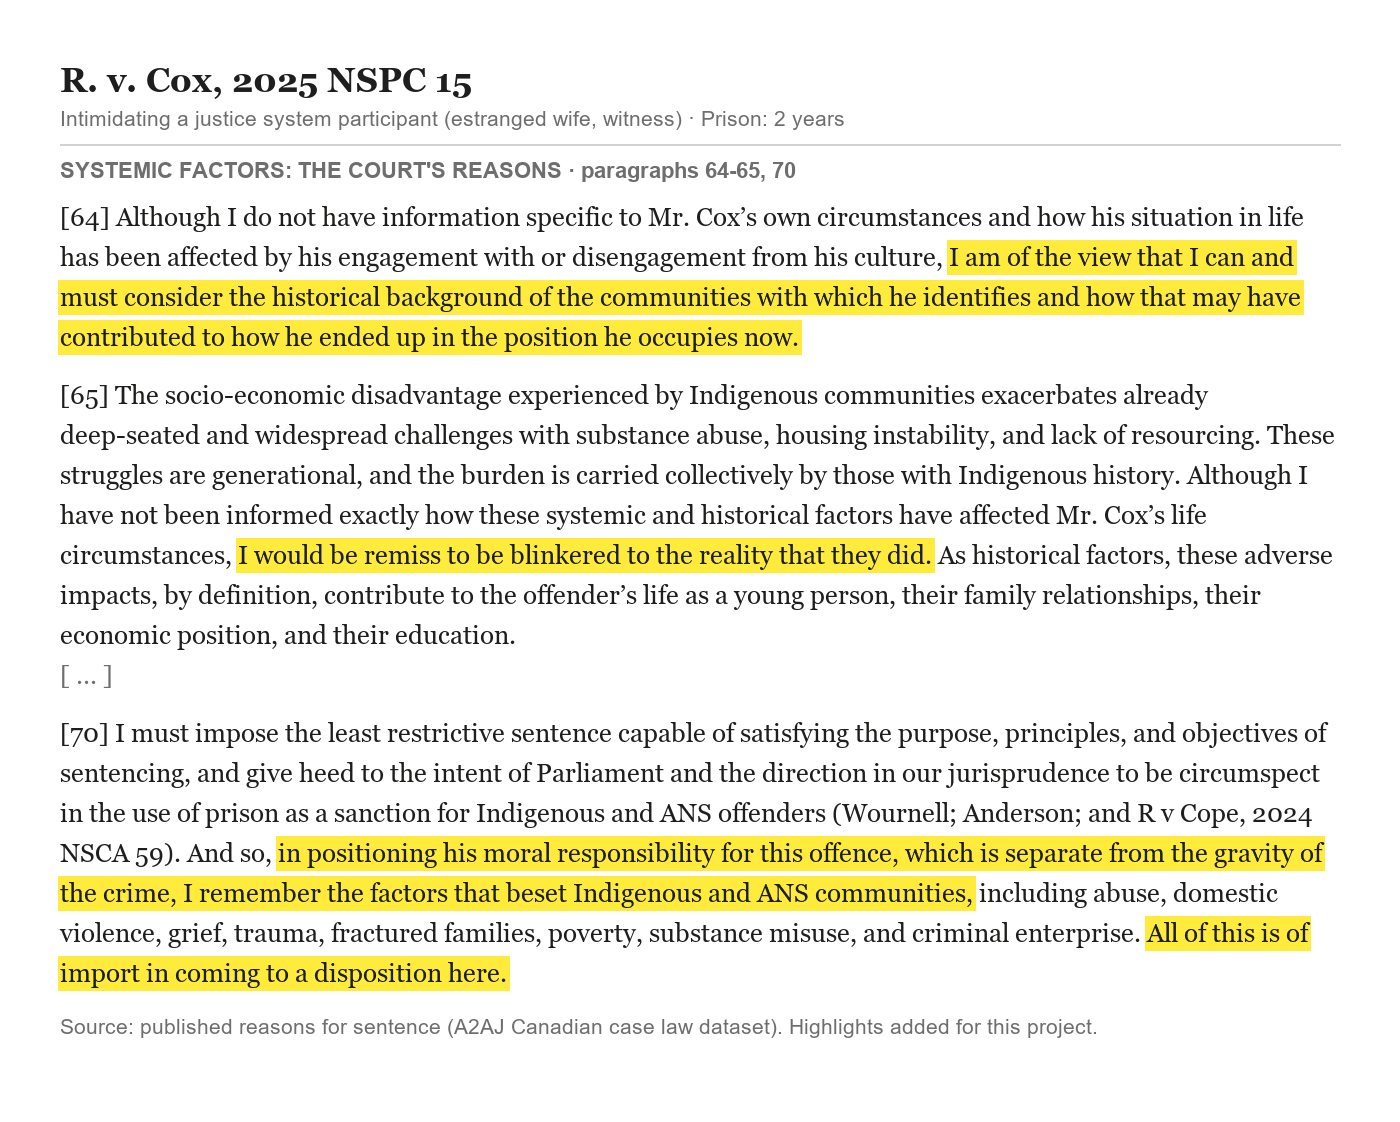 R. v. Cox, 2025 NSPC 15
Intimidating a justice system participant (estranged wife, witness) · Prison: 2 years
SYSTEMIC FACTORS: THE COURT'S REASONS · paragraphs 64-65, 70
[64] Although I do not have information specific to Mr. Cox’s own circumstances and how his situation in life
has been affected by his engagement with or disengagement from his culture, I am of the view that I can and
must consider the historical background of the communities with which he identifies and how that may have
contributed to how he ended up in the position he occupies now.
[65] The socio-economic disadvantage experienced by Indigenous communities exacerbates already
deep-seated and widespread challenges with substance abuse, housing instability, and lack of resourcing. These
struggles are generational, and the burden is carried collectively by those with Indigenous history. Although I
have not been informed exactly how these systemic and historical factors have affected Mr. Cox’s life
circumstances, I would be remiss to be blinkered to the reality that they did. As historical factors, these adverse
impacts, by definition, contribute to the offender’s life as a young person, their family relationships, their
economic position, and their education.
[ ... ]
[70] I must impose the least restrictive sentence capable of satisfying the purpose, principles, and objectives of
sentencing, and give heed to the intent of Parliament and the direction in our jurisprudence to be circumspect
in the use of prison as a sanction for Indigenous and ANS offenders (Wournell; Anderson; and R v Cope, 2024
NSCA 59). And so, in positioning his moral responsibility for this offence, which is separate from the gravity of
the crime, I remember the factors that beset Indigenous and ANS communities, including abuse, domestic
violence, grief, trauma, fractured families, poverty, substance misuse, and criminal enterprise. All of this is of
import in coming to a disposition here.
Source: published reasons for sentence (A2AJ Canadian case law dataset). Highlights added for this project.